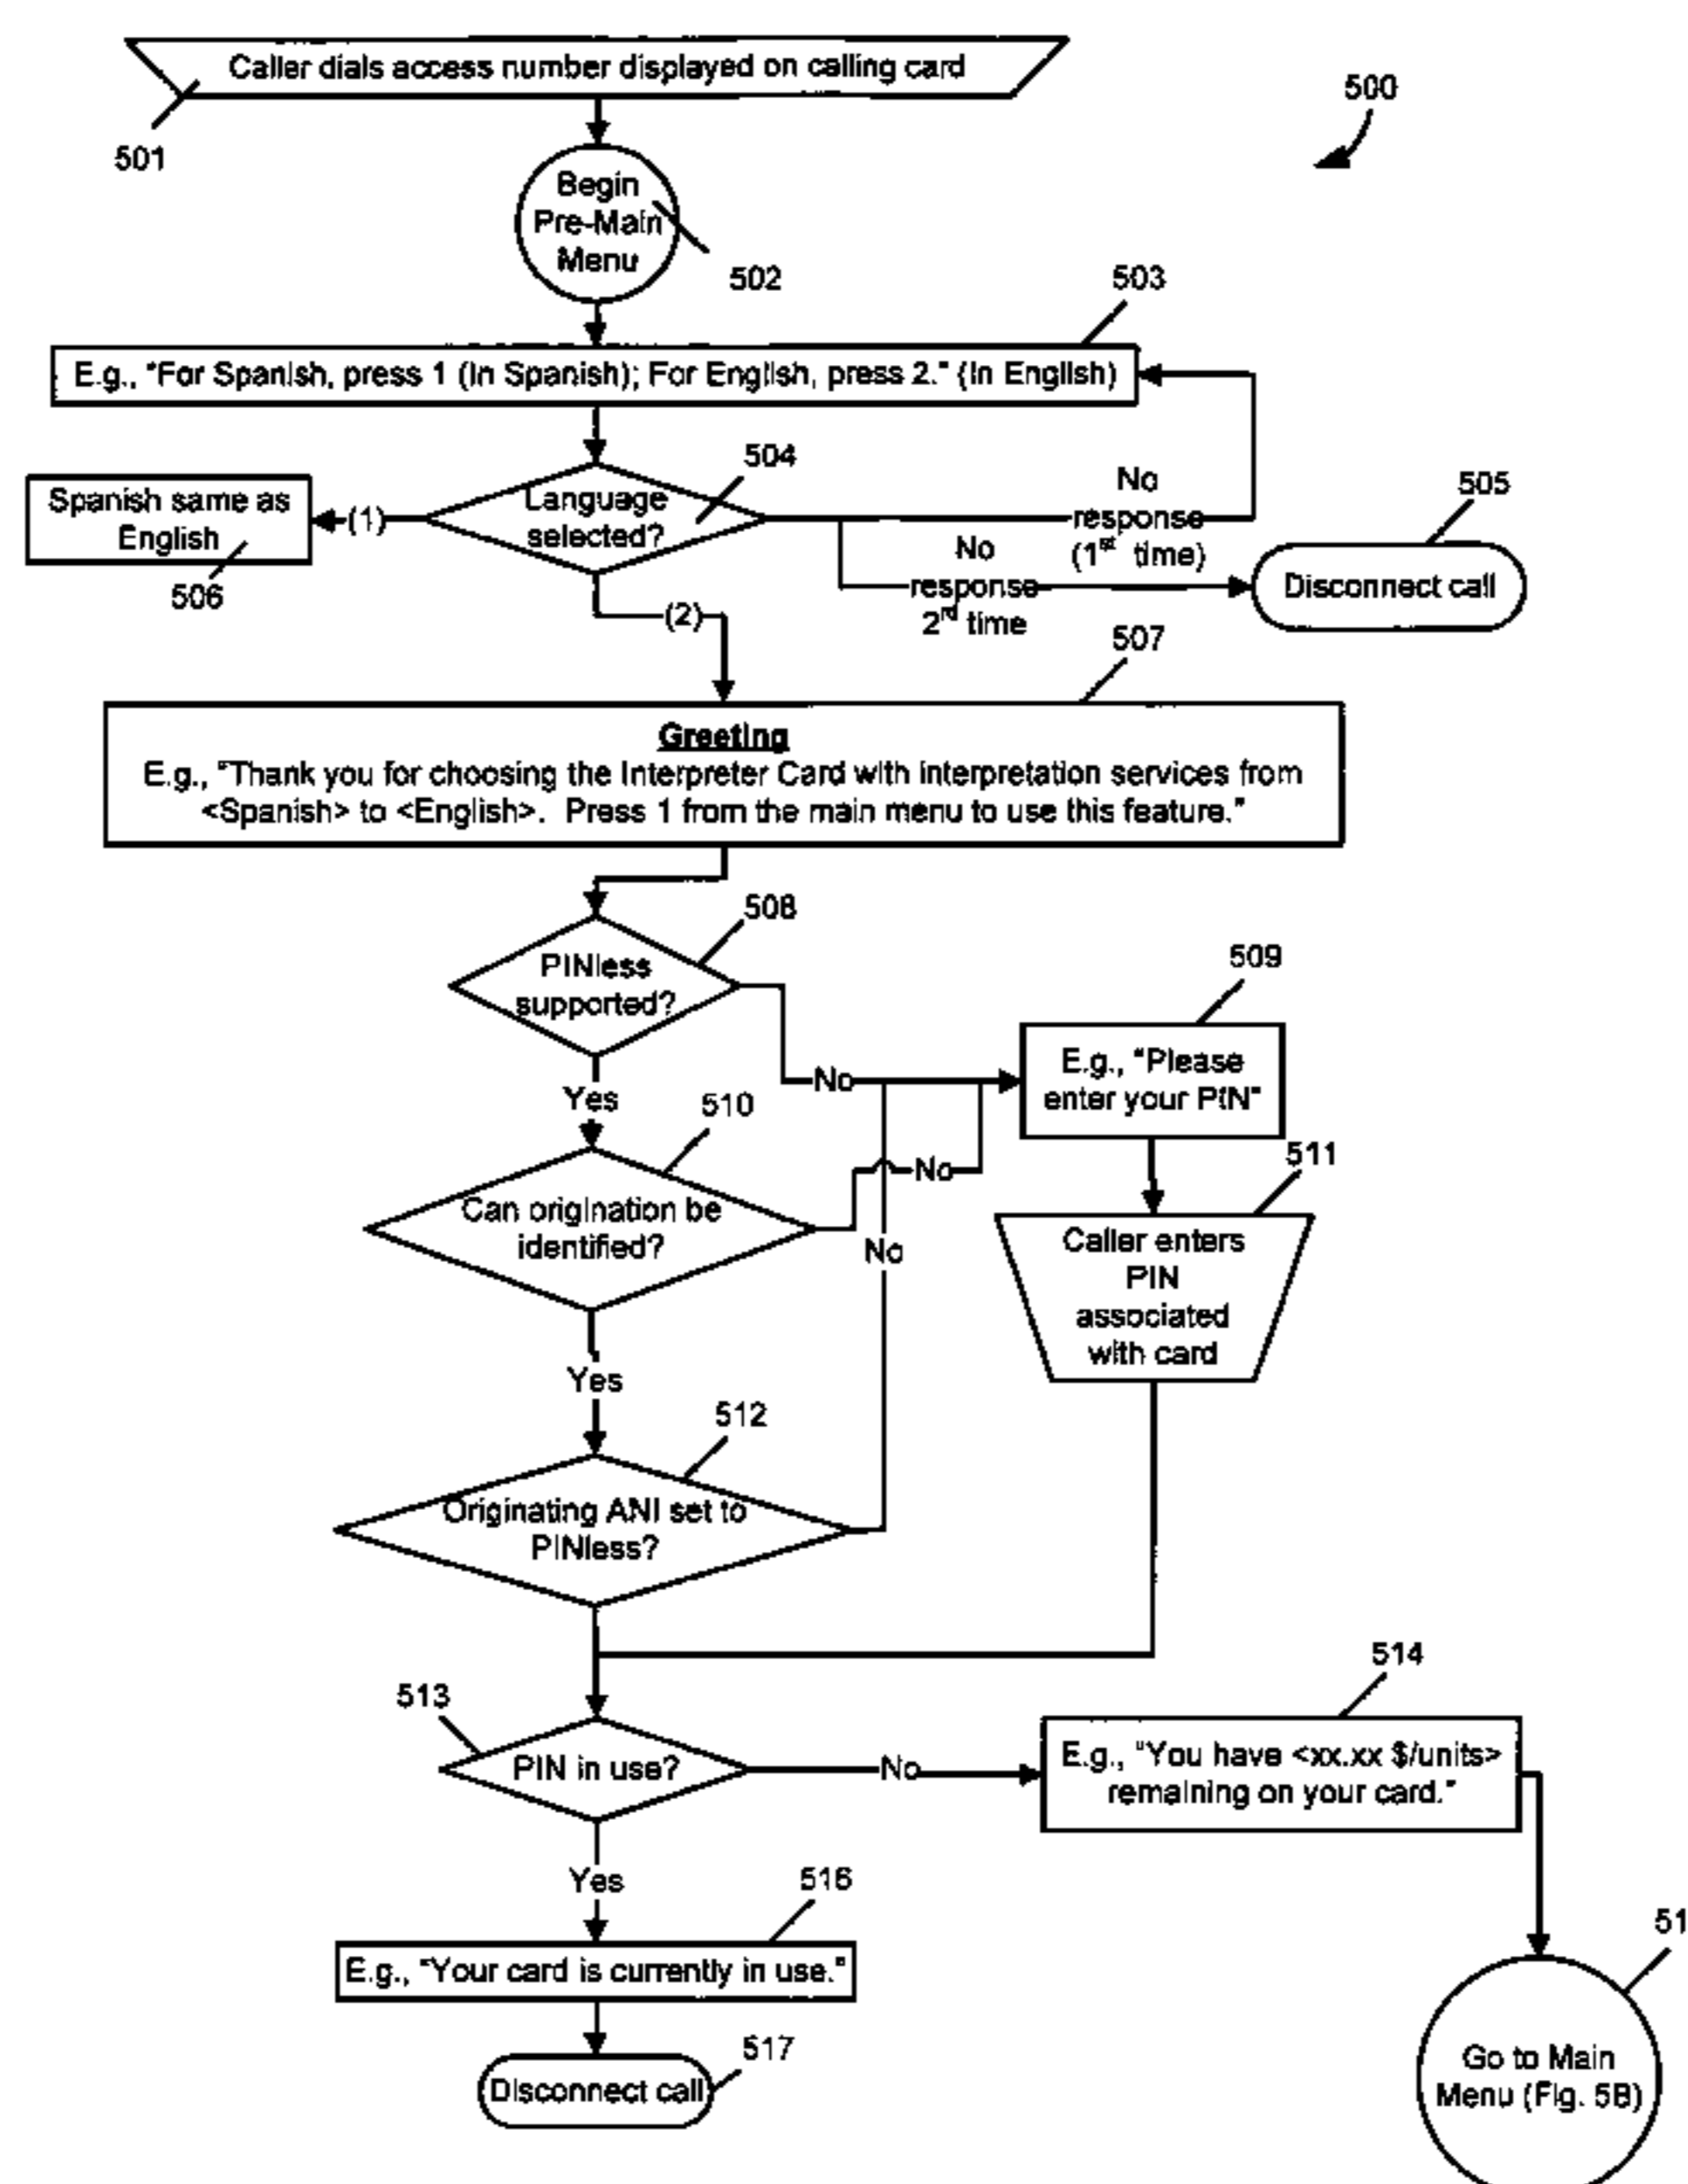 Caller dials access number displayed on calling card
500
501
Begin
Pre-Main
Menu
502
503
E.g., "For Spanish, press 1 (In Spanish); For English, press 2." (In English)
504
Language
selected?
Spanish same as
English
(1)
506
No
response
(1st time)
505
No
response
2rd time
Disconnect call
(2)
507
Greeting
E.g., "Thank you for choosing the Interpreter Card with interpretation services from
<Spanish> to <English>. Press 1 from the main menu to use this feature."
508
PINless
supported?
509
E.g., "Please
enter your PIN"
No
Yes
510
Can origination be
identified?
No
No
511
Caller enters
PIN
associated
with card
Yes
512
Originating ANI set to
PINless?
513
PIN in use?
No
514
E.g., "You have <xx.xx $/units>
remaining on your card."
Yes
516
E.g., "Your card is currently in use."
51
Go to Main
Menu (Fig. 5B)
517
Disconnect call